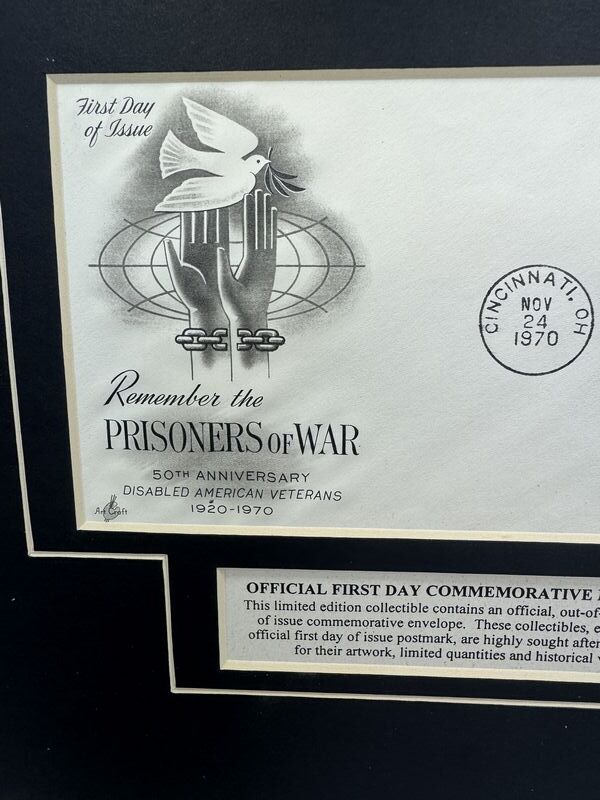 First Day
of Issue
CINCINNATI, OH
NOV
24
1970
Remember the
PRISONERS OF WAR
50TH ANNIVERSARY
DISABLED AMERICAN VETERANS
1920-1970
Art Craft
OFFICIAL FIRST DAY COMMEMORATIVE
This limited edition collectible contains an official, out-of-
of issue commemorative envelope. These collectibles, e
official first day of issue postmark, are highly sought after
for their artwork, limited quantities and historical